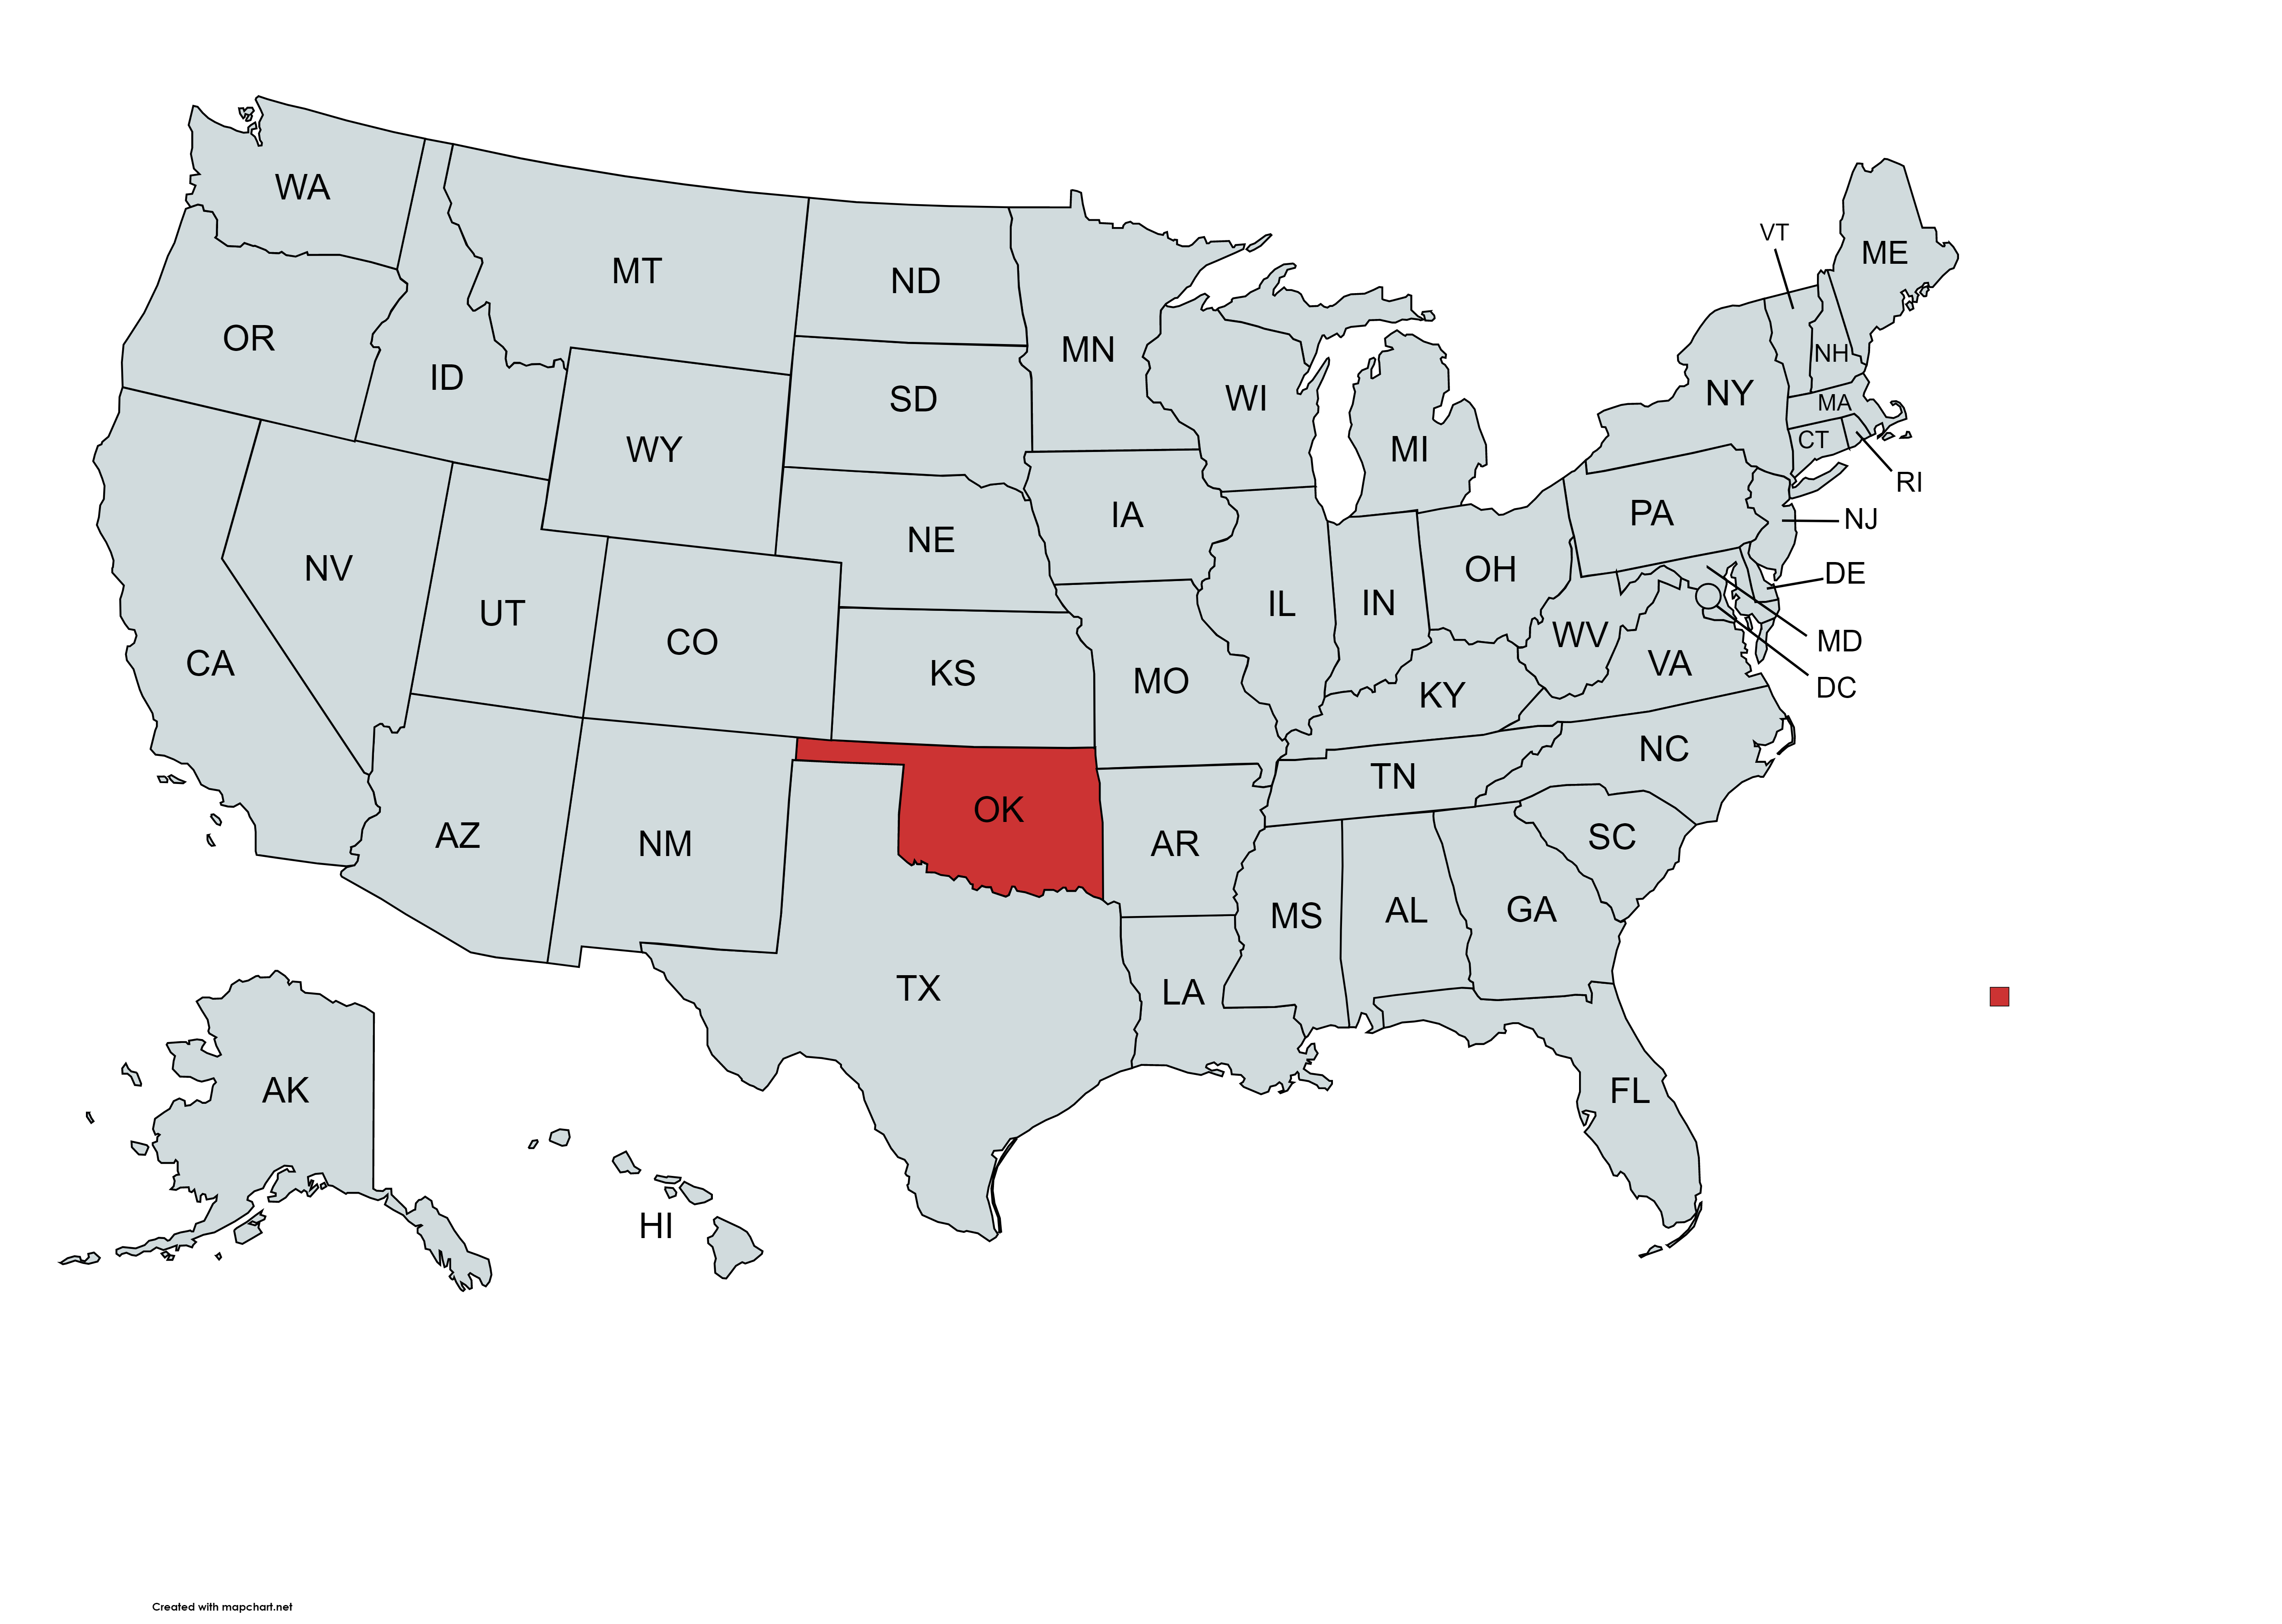 WA
MT
ND
MN
VT
ME
OR
ID
SD
WI
NH
NY
MA
WY
MI
CT
RI
IA
PA
NJ
NE
NV
OH
DE
UT
IL
IN
CO
WV
MD
CA
KS
MO
KY
VA
DC
NC
TN
OK
AZ
NM
AR
SC
MS
AL
GA
TX
LA
AK
FL
HI
Created with mapchart.net